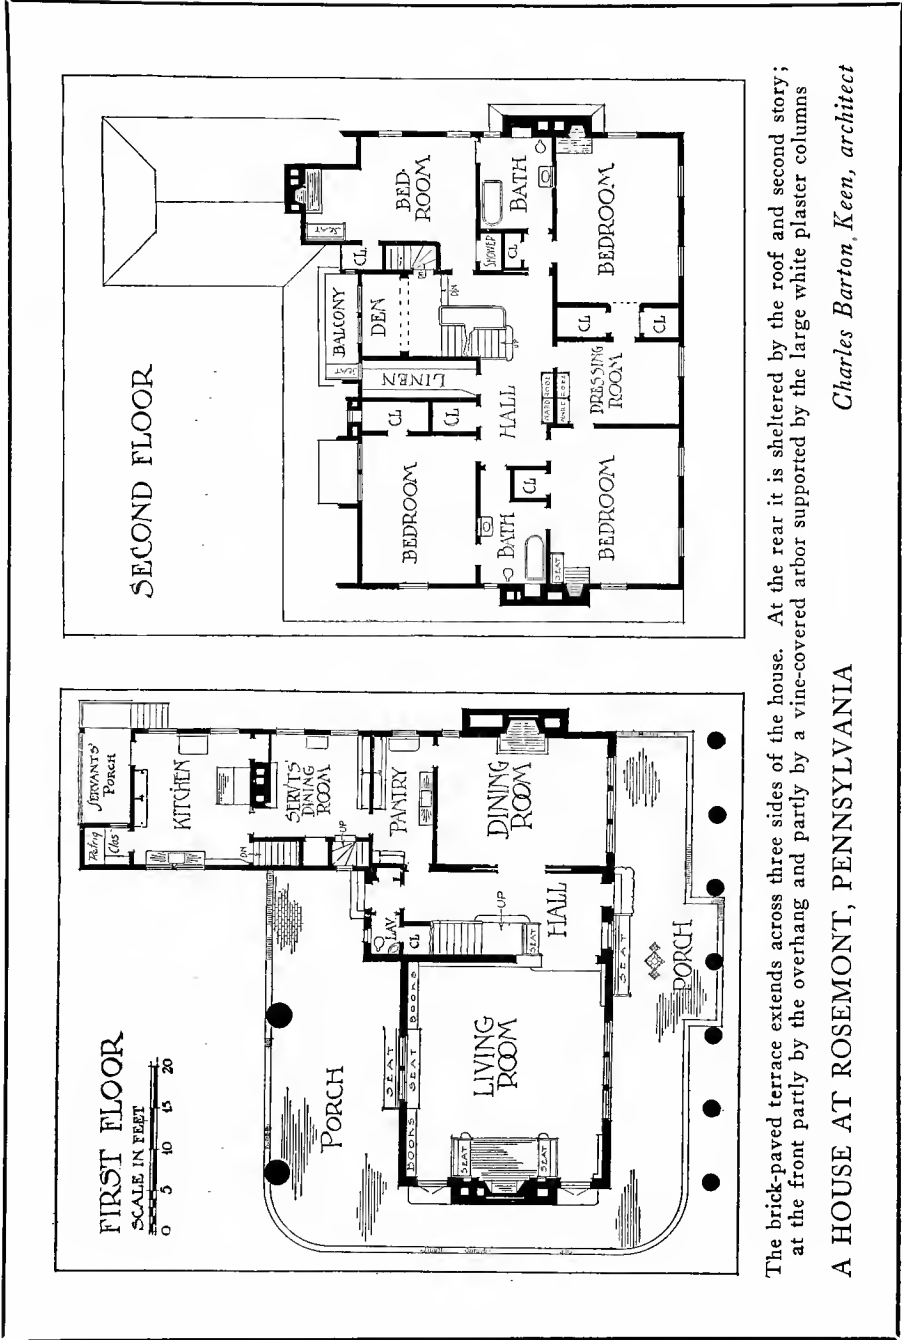 FIRST FLOOR
SCALE IN FEET
0 5 10 15 20
PORCH
SEAT
BOOKS
SEAT
BOOKS
LIVING
ROOM
SEAT
SEAT
LAV.
CL
UP
SEAT
HALL
SEAT
PORCH
SERVANTS'
PORCH
Refrig
Clos
KITCHEN
DN
SERVTS'
DINING
ROOM
UP
PANTRY
DINING
ROOM
SECOND FLOOR
BALCONY
SEAT
DEN
LINEN
CL
CL
BEDROOM
SEAT
CL
BED-
ROOM
DN
DN
UP
SHOWER
CL
BATH
HALL
BATH
CL
WARDROBE
WARDROBE
DRESSING
ROOM
CL
CL
BEDROOM
SEAT
BEDROOM
The brick-paved terrace extends across three sides of the house. At the rear it is sheltered by the roof and second story;
at the front partly by the overhang and partly by a vine-covered arbor supported by the large white plaster columns
A HOUSE AT ROSEMONT, PENNSYLVANIA
Charles Barton Keen, architect